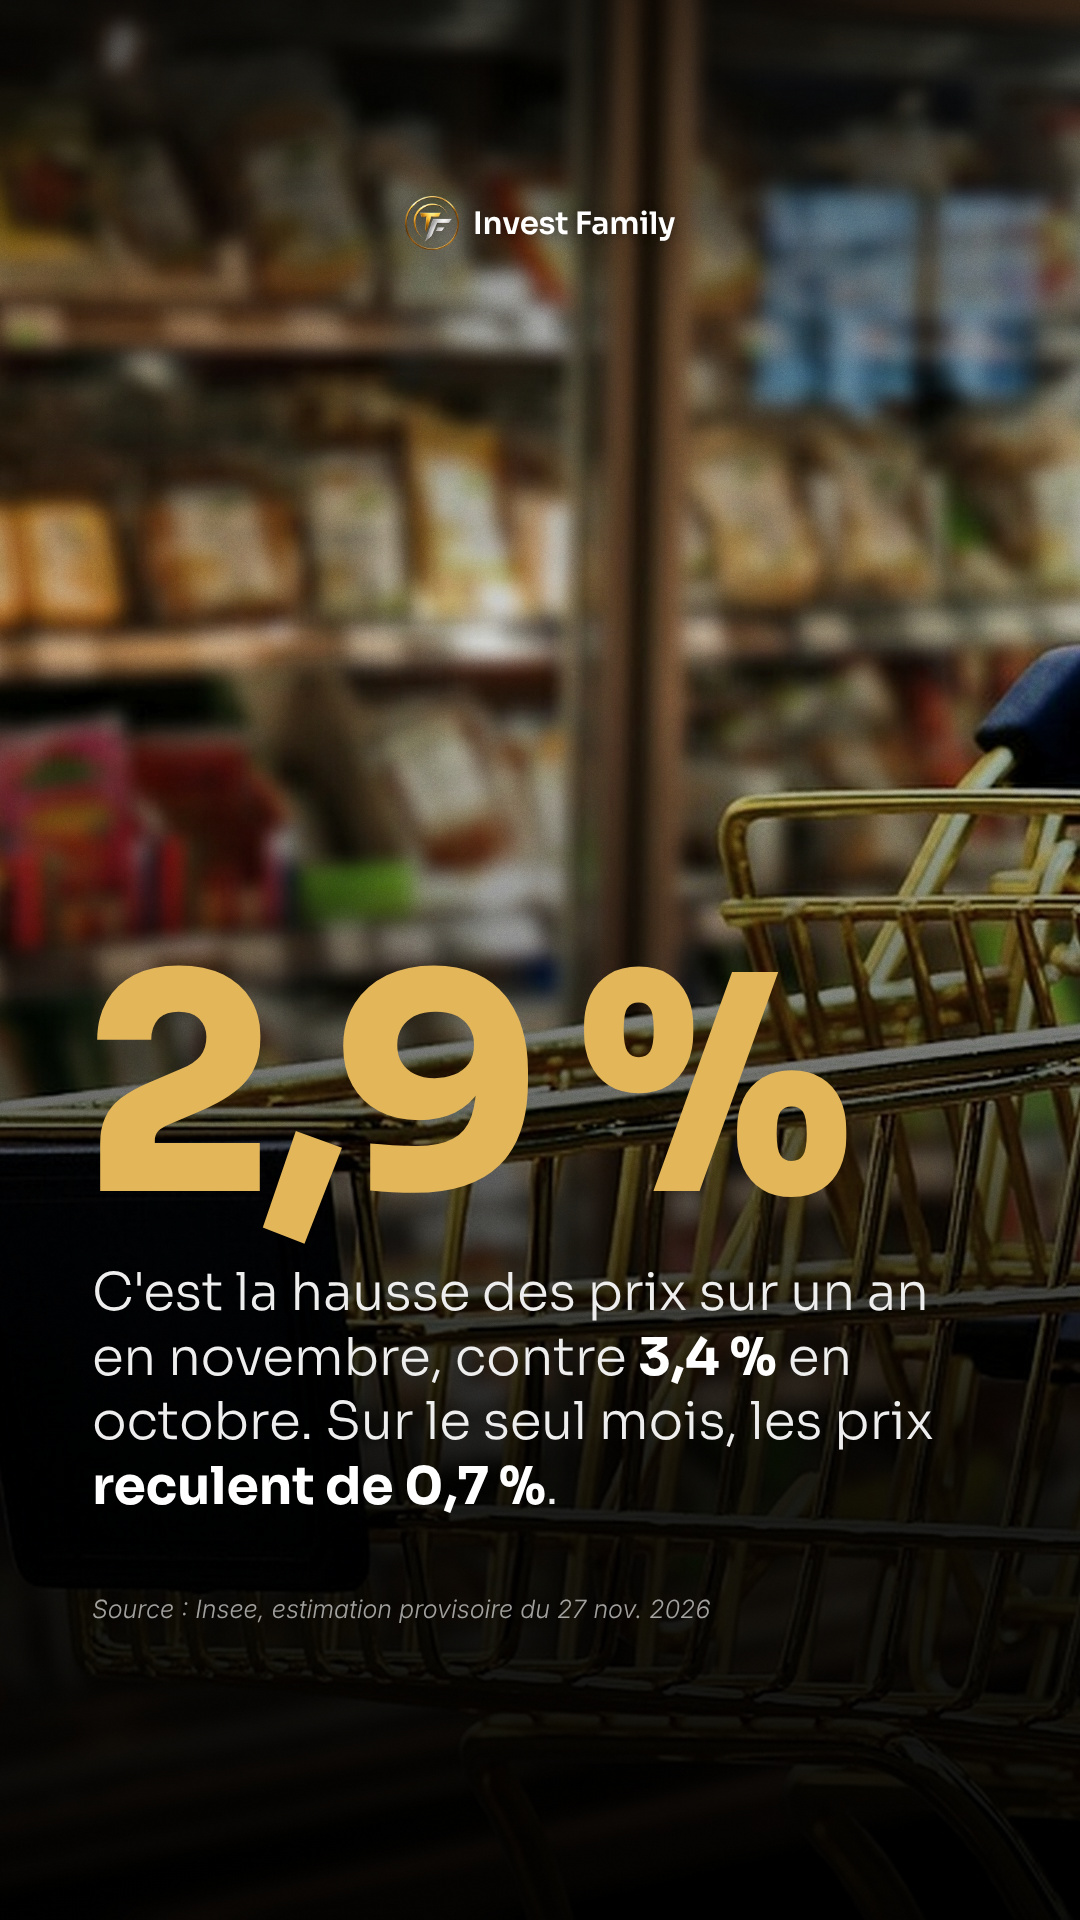 Invest Family
2,9 %
C'est la hausse des prix sur un an
en novembre, contre 3,4 % en
octobre. Sur le seul mois, les prix
reculent de 0,7 %.
Source : Insee, estimation provisoire du 27 nov. 2026